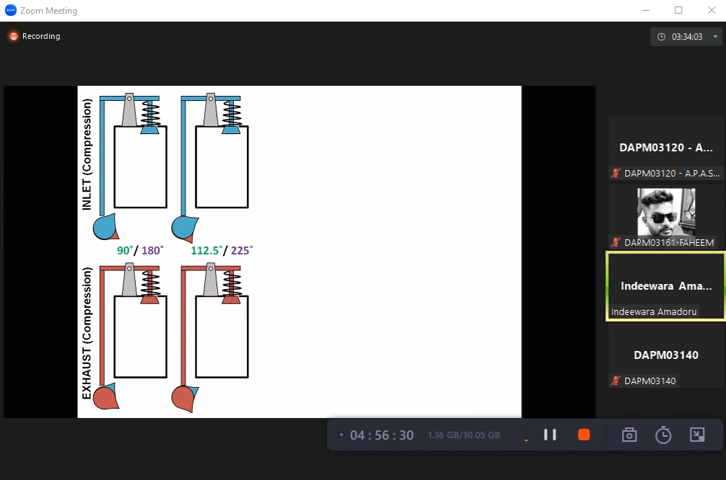 Zoom Meeting
Recording
03:34:03
INLET (Compression)
90°/ 180°
112.5°/ 225°
EXHAUST (Compression)
DAPM03120 - A...
DAPM03120 - A.P.A.S...
DAPM03161-FAHEEM
Indeewara Ama...
Indeewara Amadoru
DAPM03140
DAPM03140
04:56:30
1.36 GB/30.05 GB